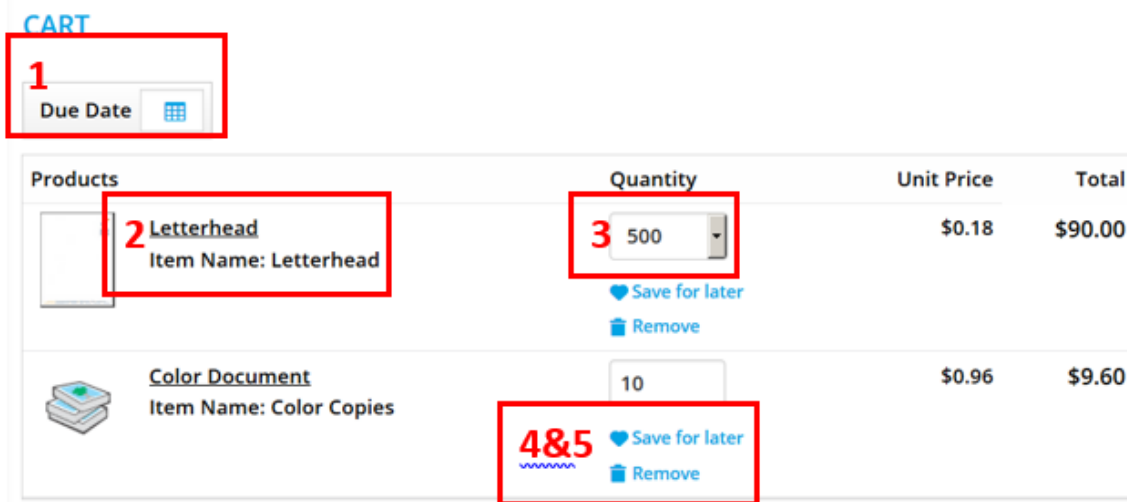 CART
1
Due Date
Products Quantity Unit Price Total
2 Letterhead 3 500 $0.18 $90.00
Item Name: Letterhead
Save for later
Remove
Color Document 10 $0.96 $9.60
Item Name: Color Copies
4&5 Save for later
Remove